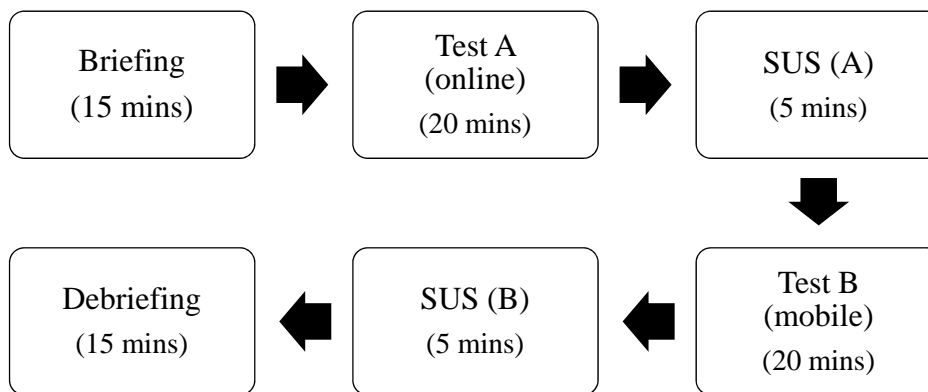 Briefing
(15 mins)
Test A
(online)
(20 mins)
SUS (A)
(5 mins)
Test B
(mobile)
(20 mins)
SUS (B)
(5 mins)
Debriefing
(15 mins)